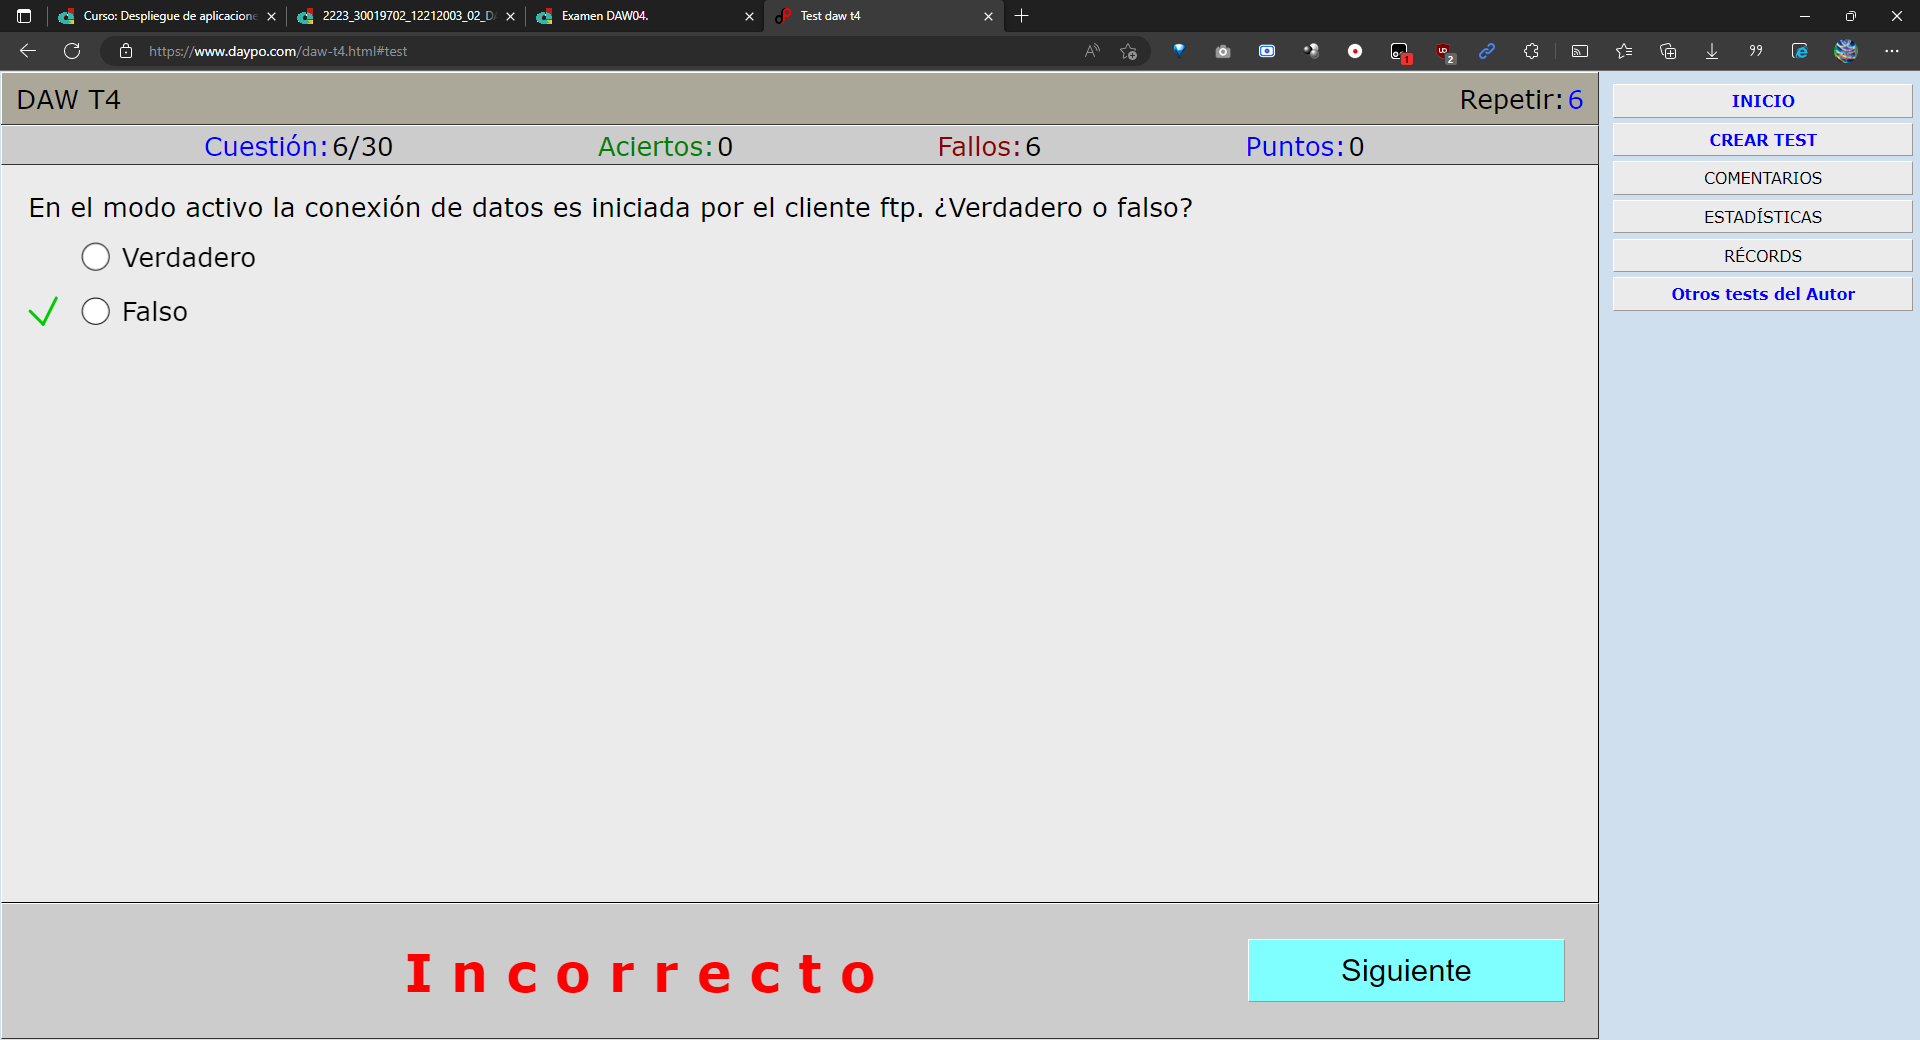 Curso: Despliegue de aplicacione
2223_30019702_12212003_02_D
Examen DAW04.
Test daw t4
https://www.daypo.com/daw-t4.html#test
1
2
DAW T4
Repetir: 6
Cuestión: 6/30
Aciertos: 0
Fallos: 6
Puntos: 0
En el modo activo la conexión de datos es iniciada por el cliente ftp. ¿Verdadero o falso?
Verdadero
Falso
Incorrecto
Siguiente
INICIO
CREAR TEST
COMENTARIOS
ESTADÍSTICAS
RÉCORDS
Otros tests del Autor